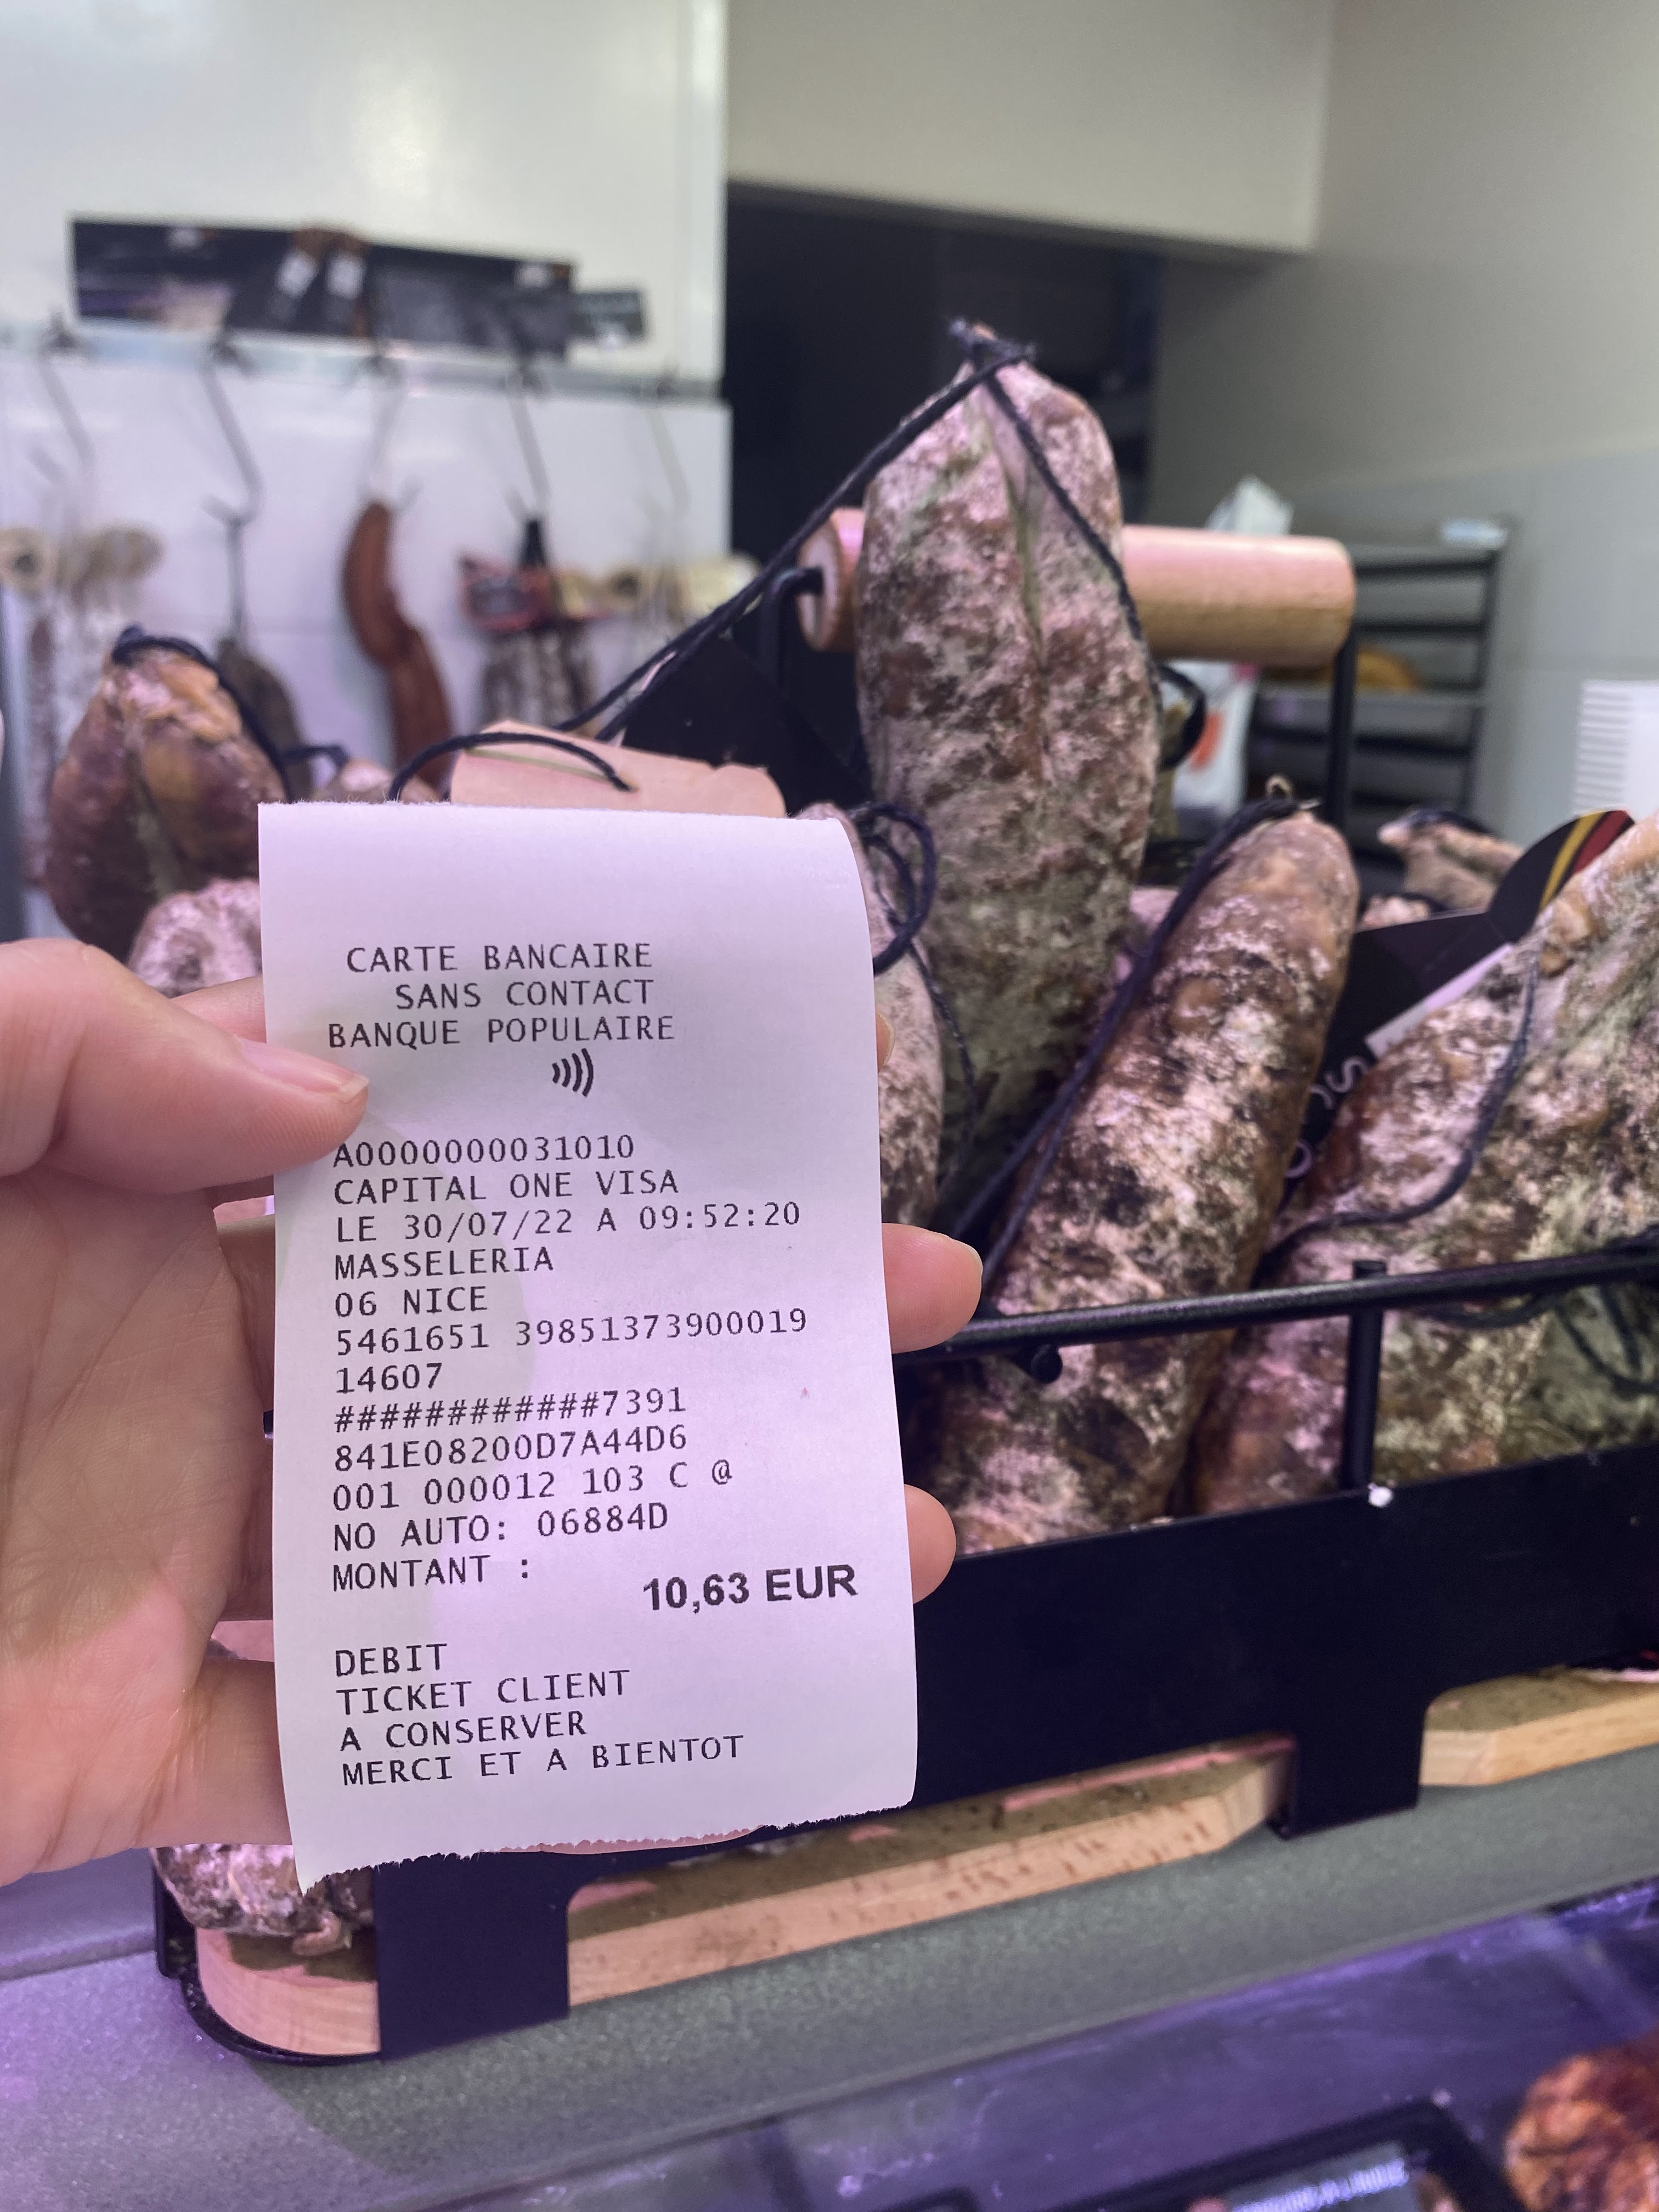 CARTE BANCAIRE
SANS CONTACT
BANQUE POPULAIRE
A0000000031010
CAPITAL ONE VISA
LE 30/07/22 A 09:52:20
MASSELERIA
06 NICE
5461651 39851373900019
14607
############7391
841E08200D7A44D6
001 000012 103 C @
NO AUTO: 06884D
MONTANT :
10,63 EUR
DEBIT
TICKET CLIENT
A CONSERVER
MERCI ET A BIENTOT